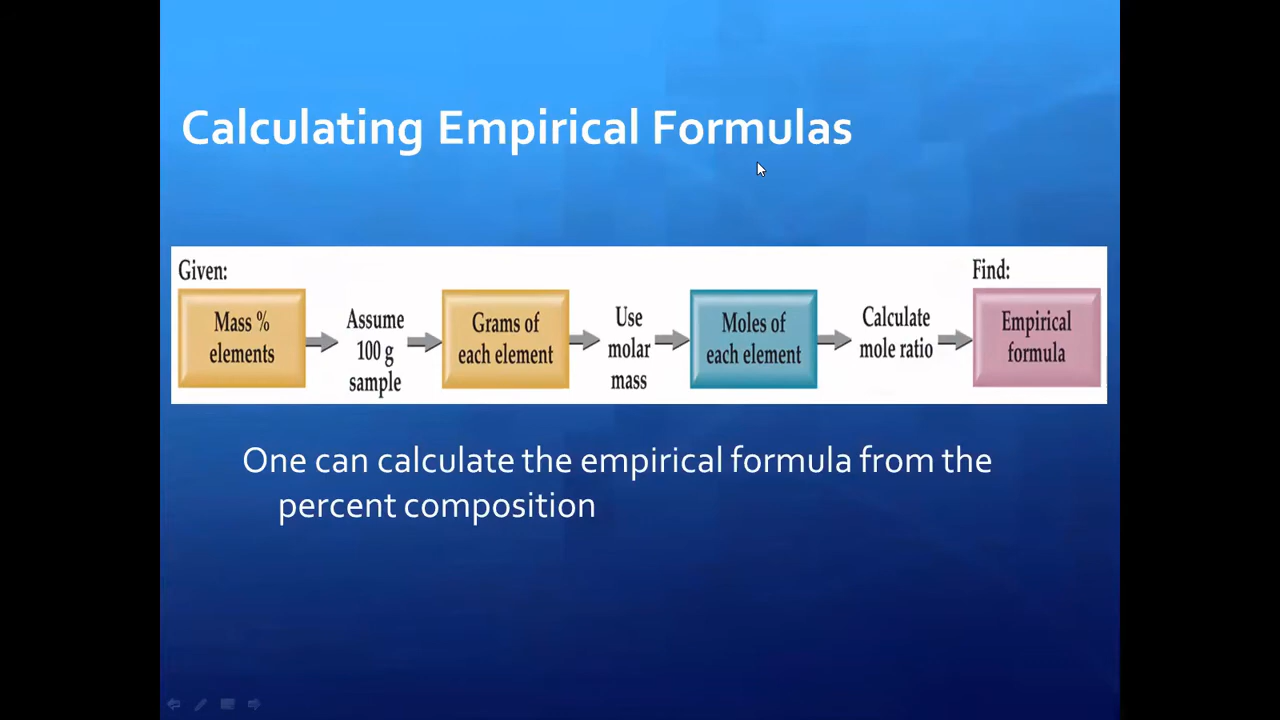 Calculating Empirical Formulas
Given:
Find:
Mass %
elements
Assume
100 g
sample
Grams of
each element
Use
molar
mass
Moles of
each element
Calculate
mole ratio
Empirical
formula
One can calculate the empirical formula from the
percent composition